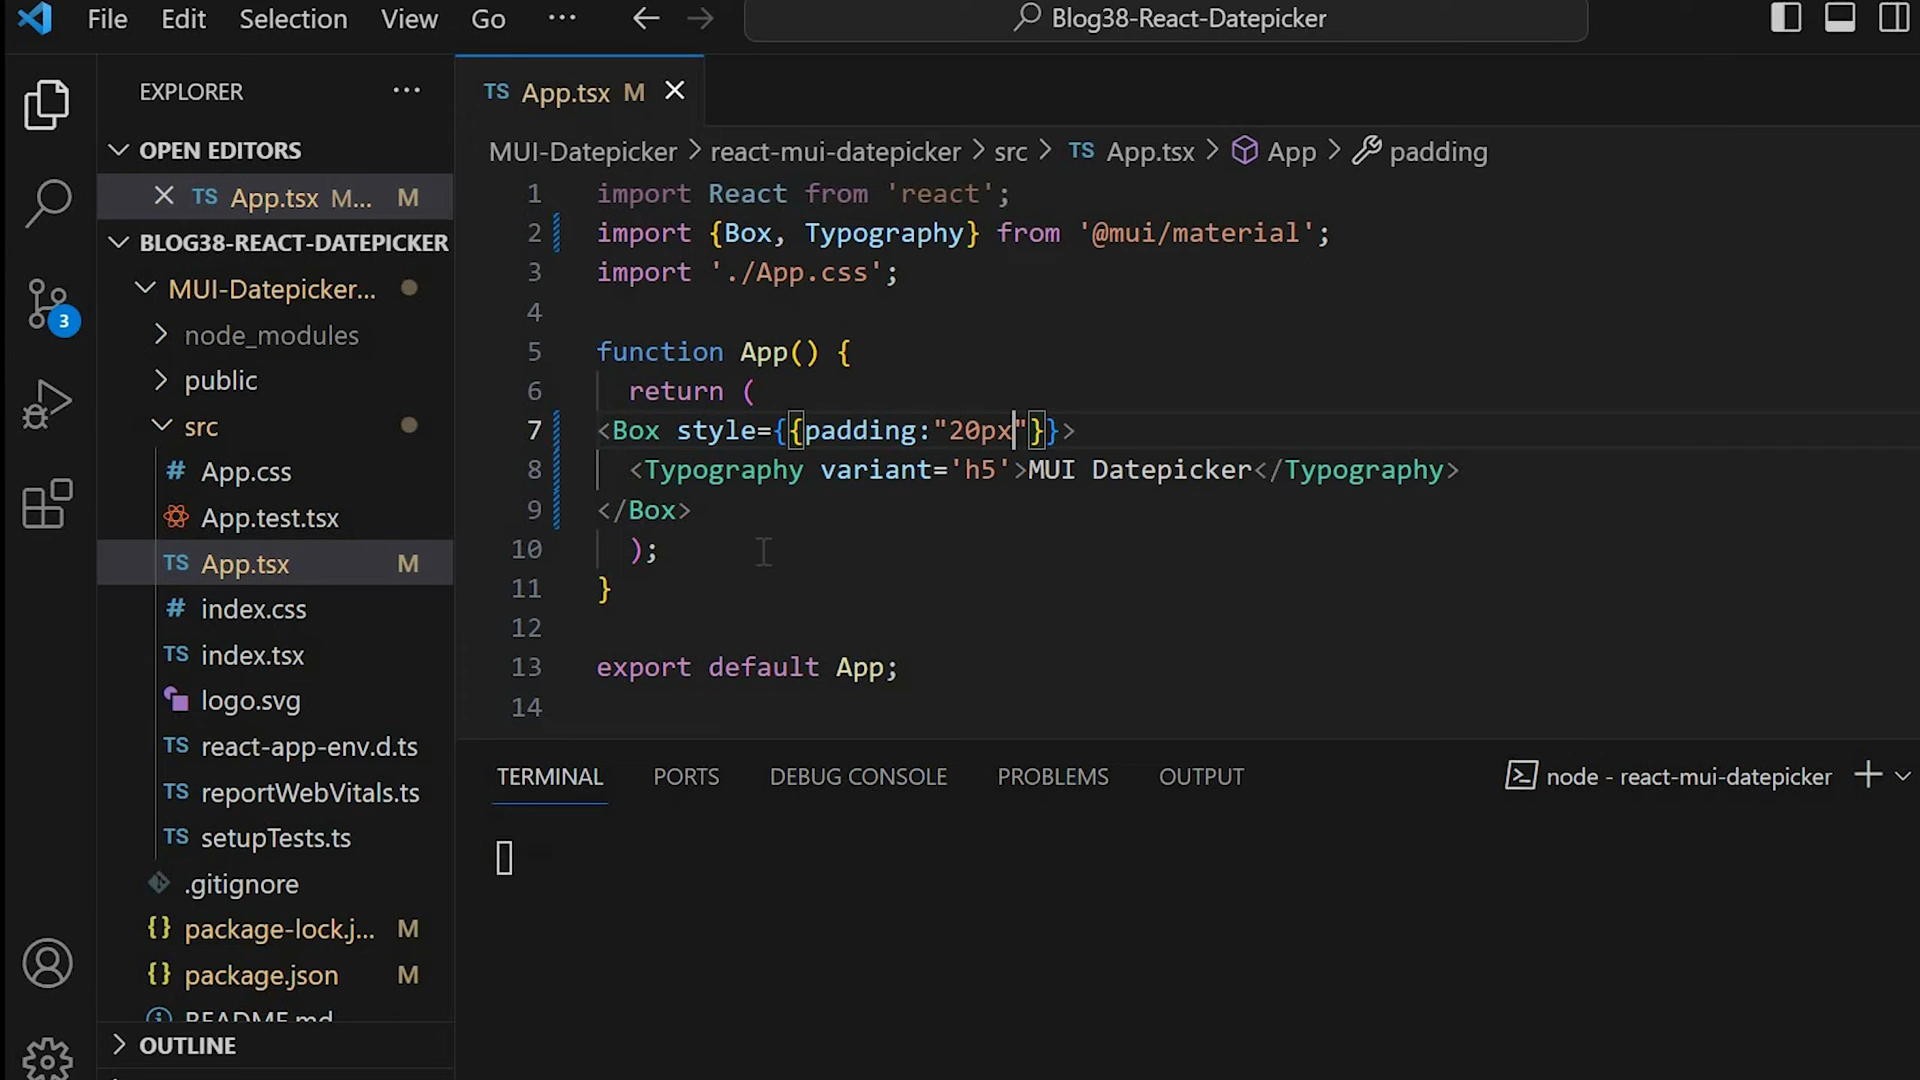 File Edit Selection View Go ··· Blog38-React-Datepicker
EXPLORER ···
OPEN EDITORS
TS App.tsx M... M
BLOG38-REACT-DATEPICKER
MUI-Datepicker...
node_modules
public
src
# App.css
App.test.tsx
TS App.tsx M
# index.css
TS index.tsx
logo.svg
TS react-app-env.d.ts
TS reportWebVitals.ts
TS setupTests.ts
.gitignore
{} package-lock.j... M
{} package.json M
README.md
OUTLINE
3
TS App.tsx M
MUI-Datepicker > react-mui-datepicker > src > TS App.tsx > App > padding
1 import React from 'react';
2 import {Box, Typography} from '@mui/material';
3 import './App.css';
4
5 function App() {
6 return (
7 <Box style={{padding:"20px"}}>
8 <Typography variant='h5'>MUI Datepicker</Typography>
9 </Box>
10 );
11 }
12
13 export default App;
14
TERMINAL PORTS DEBUG CONSOLE PROBLEMS OUTPUT node - react-mui-datepicker